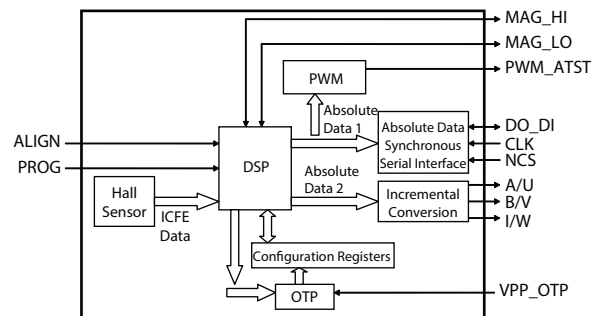 MAG_HI
MAG_LO
PWM_ATST
PWM
Absolute
Data 1
ALIGN
PROG
DSP
Absolute Data
Synchronous
Serial Interface
DO_DI
CLK
NCS
Hall
Sensor
ICFE
Data
Absolute
Data 2
Incremental
Conversion
A/U
B/V
I/W
Configuration Registers
OTP
VPP_OTP